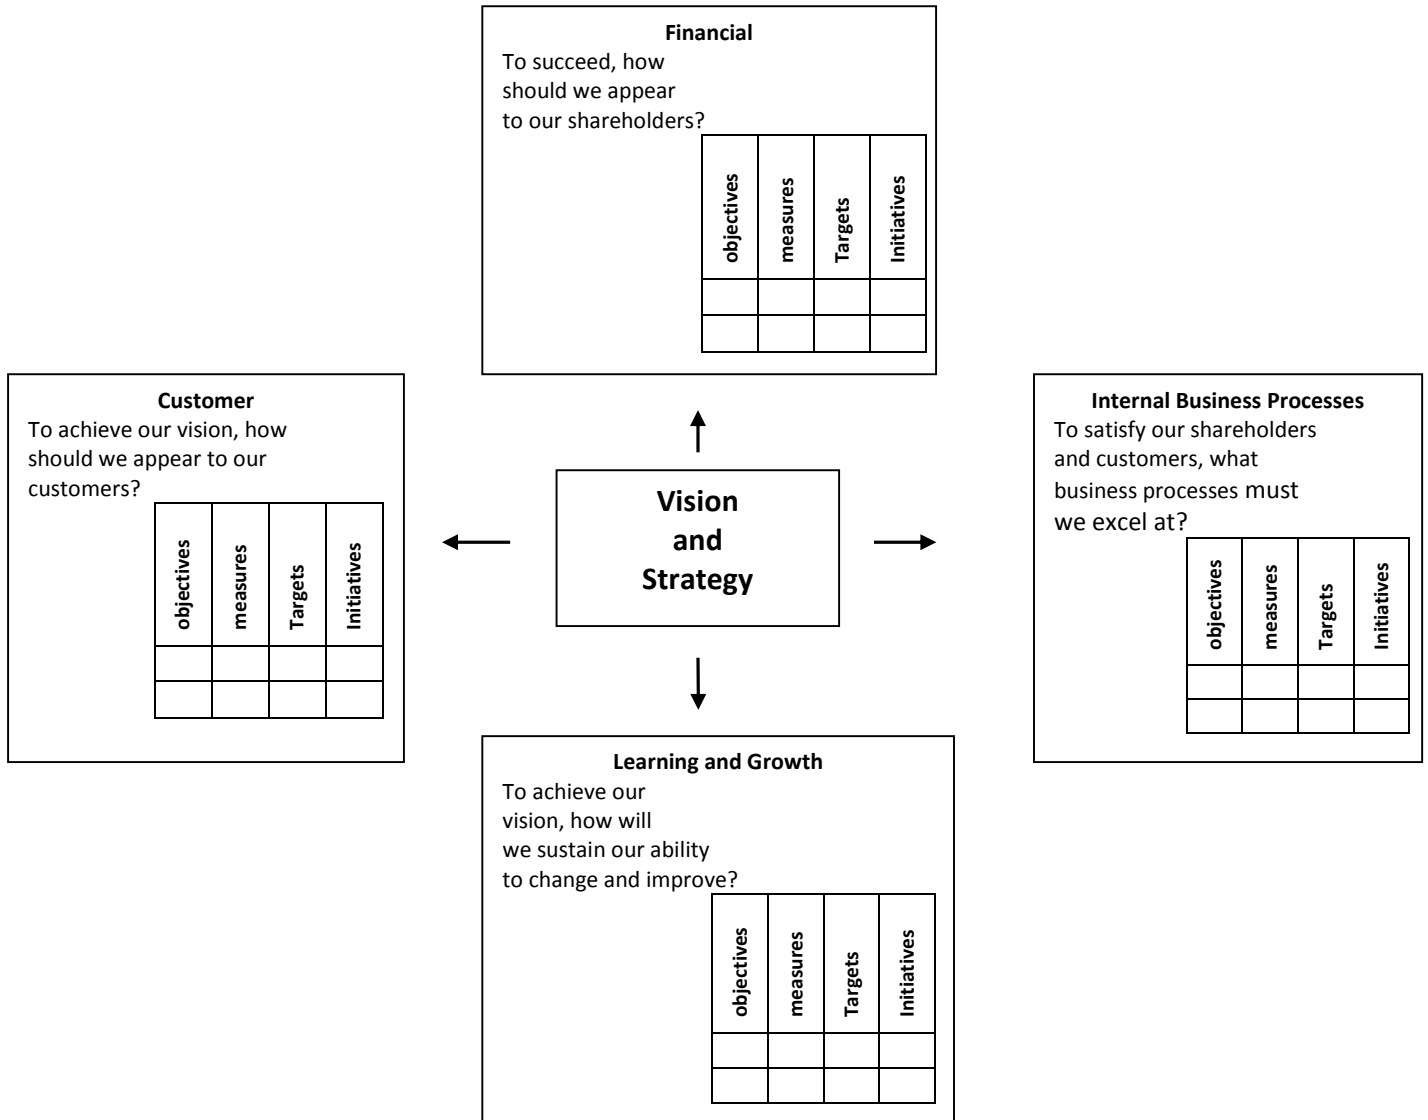 Financial
To succeed, how
should we appear
to our shareholders?
objectives
measures
Targets
Initiatives
Customer
To achieve our vision, how
should we appear to our
customers?
objectives
measures
Targets
Initiatives
Vision
and
Strategy
Internal Business Processes
To satisfy our shareholders
and customers, what
business processes must
we excel at?
objectives
measures
Targets
Initiatives
Learning and Growth
To achieve our
vision, how will
we sustain our ability
to change and improve?
objectives
measures
Targets
Initiatives